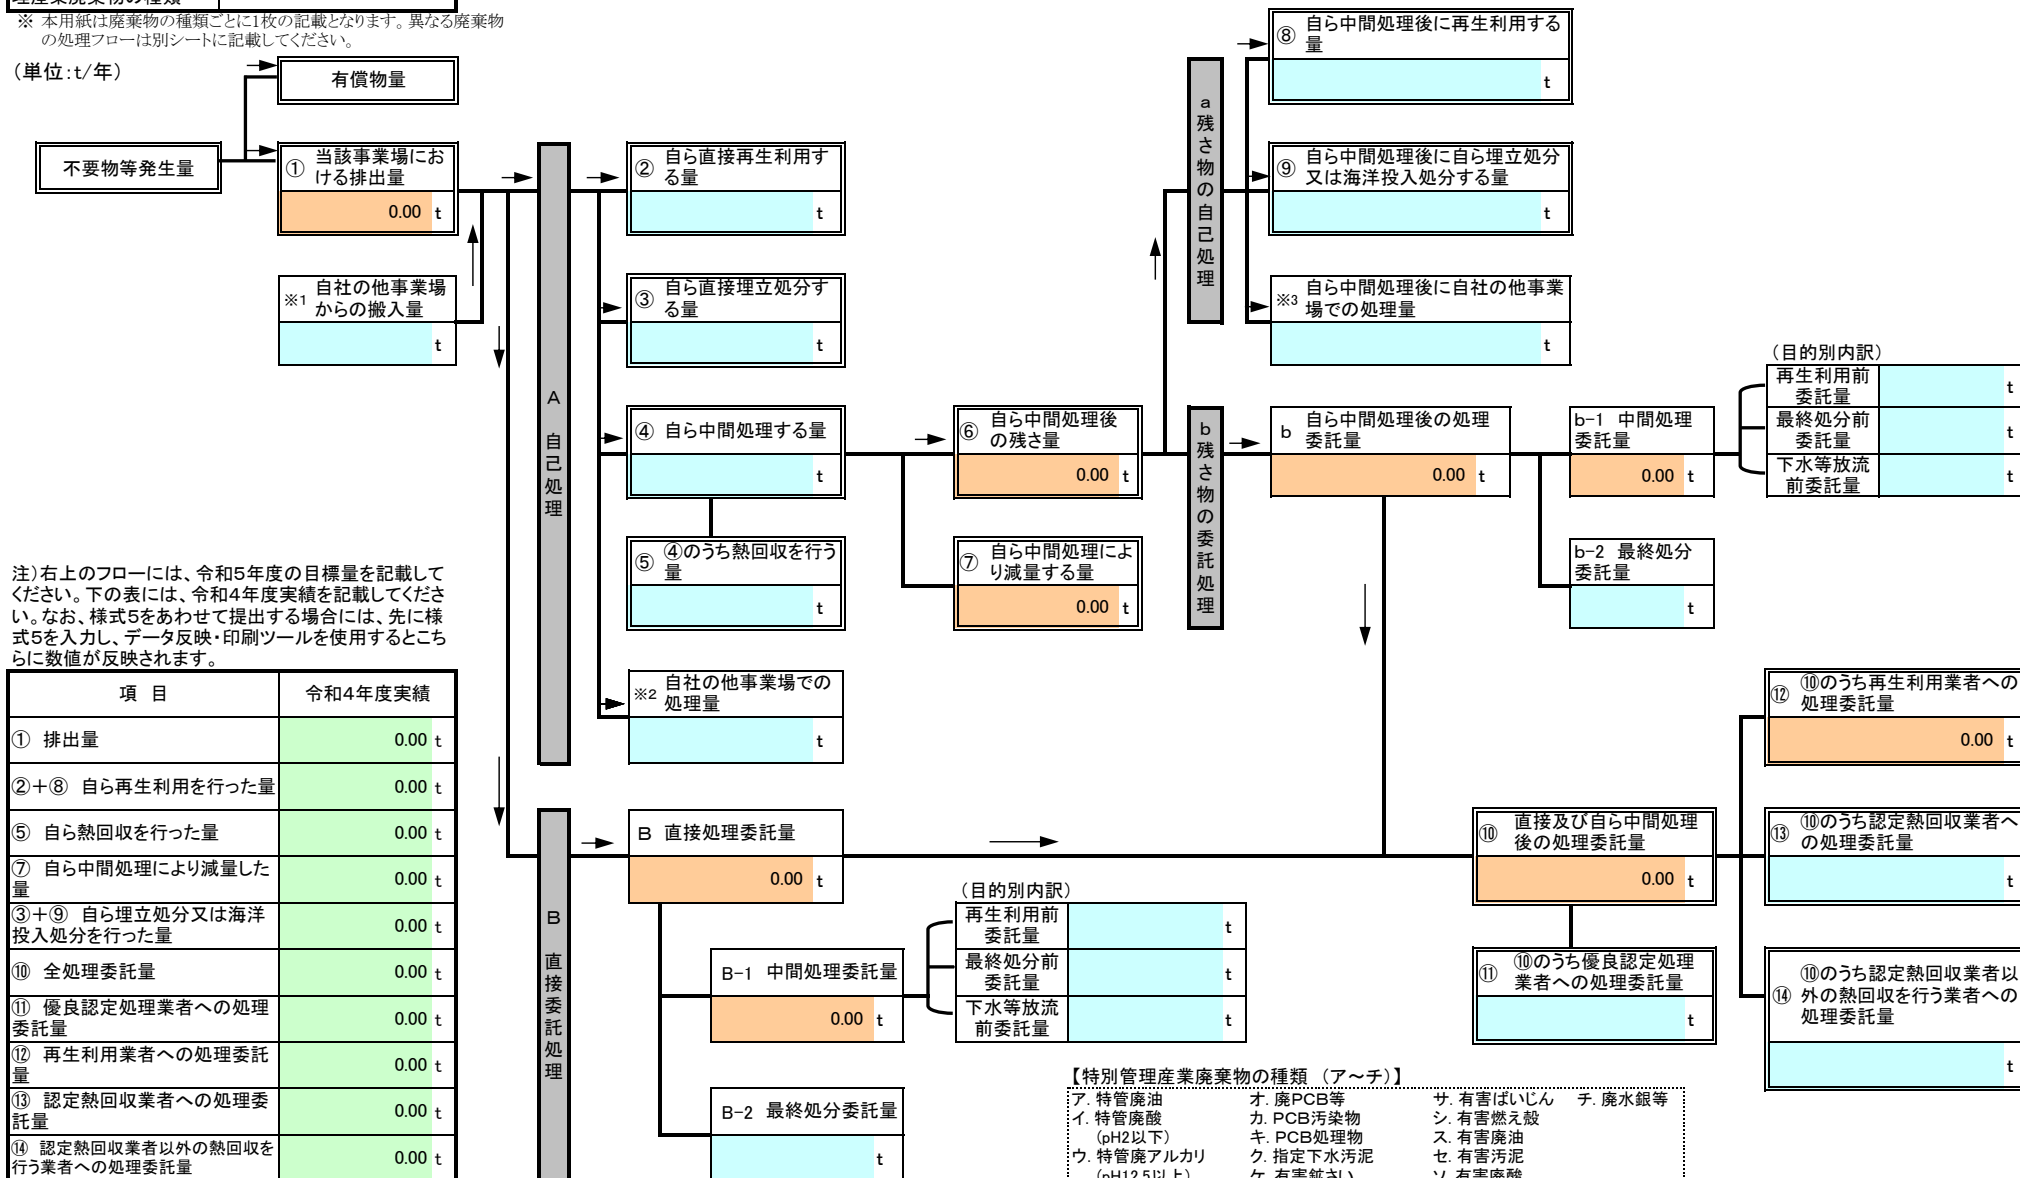 理産業廃棄物の種類
※ 本用紙は廃棄物の種類ごとに1枚の記載となります。異なる廃棄物
の処理フローは別シートに記載してください。
(単位:t/年)
有償物量
不要物等発生量
① 当該事業場にお
ける排出量
0.00 t
※1 自社の他事業場
からの搬入量
t
A 自己処理
② 自ら直接再生利用す
る量
t
③ 自ら直接埋立処分す
る量
t
④ 自ら中間処理する量
t
⑤ ④のうち熱回収を行う
量
t
※2 自社の他事業場での
処理量
t
⑥ 自ら中間処理後
の残さ量
0.00 t
⑦ 自ら中間処理によ
り減量する量
0.00 t
a 残さ物の自己処理
⑧ 自ら中間処理後に再生利用する
量
t
⑨ 自ら中間処理後に自ら埋立処分
又は海洋投入処分する量
t
※3 自ら中間処理後に自社の他事業
場での処理量
t
b 残さ物の委託処理
b 自ら中間処理後の処理
委託量
0.00 t
b-1 中間処理
委託量
0.00 t
(目的別内訳)
再生利用前
委託量
t
最終処分前
委託量
t
下水等放流
前委託量
t
b-2 最終処分
委託量
t
注)右上のフローには、令和5年度の目標量を記載して
ください。下の表には、令和4年度実績を記載してくださ
い。なお、様式5をあわせて提出する場合には、先に様
式5を入力し、データ反映・印刷ツールを使用するとこち
らに数値が反映されます。
項 目 令和4年度実績
① 排出量 0.00 t
②+⑧ 自ら再生利用を行った量 0.00 t
⑤ 自ら熱回収を行った量 0.00 t
⑦ 自ら中間処理により減量した
量 0.00 t
③+⑨ 自ら埋立処分又は海洋
投入処分を行った量 0.00 t
⑩ 全処理委託量 0.00 t
⑪ 優良認定処理業者への処理
委託量 0.00 t
⑫ 再生利用業者への処理委託
量 0.00 t
⑬ 認定熱回収業者への処理委
託量 0.00 t
⑭ 認定熱回収業者以外の熱回収を
行う業者への処理委託量 0.00 t
B 直接委託処理
B 直接処理委託量
0.00 t
B-1 中間処理委託量
0.00 t
(目的別内訳)
再生利用前
委託量
t
最終処分前
委託量
t
下水等放流
前委託量
t
B-2 最終処分委託量
t
⑩ 直接及び自ら中間処理
後の処理委託量
0.00 t
⑪ ⑩のうち優良認定処理
業者への処理委託量
t
⑫ ⑩のうち再生利用業者への
処理委託量
0.00 t
⑬ ⑩のうち認定熱回収業者へ
の処理委託量
t
⑭ ⑩のうち認定熱回収業者以
外の熱回収を行う業者への
処理委託量
t
【特別管理産業廃棄物の種類 (ア~チ)】
ア. 特管廃油 オ. 廃PCB等 サ. 有害ばいじん チ. 廃水銀等
イ. 特管廃酸 カ. PCB汚染物 シ. 有害燃え殻
(pH2以下) キ. PCB処理物 ス. 有害廃油
ウ. 特管廃アルカリ ク. 指定下水汚泥 セ. 有害汚泥
(pH12.5以上) ケ. 有害鉱さい ソ. 有害廃酸